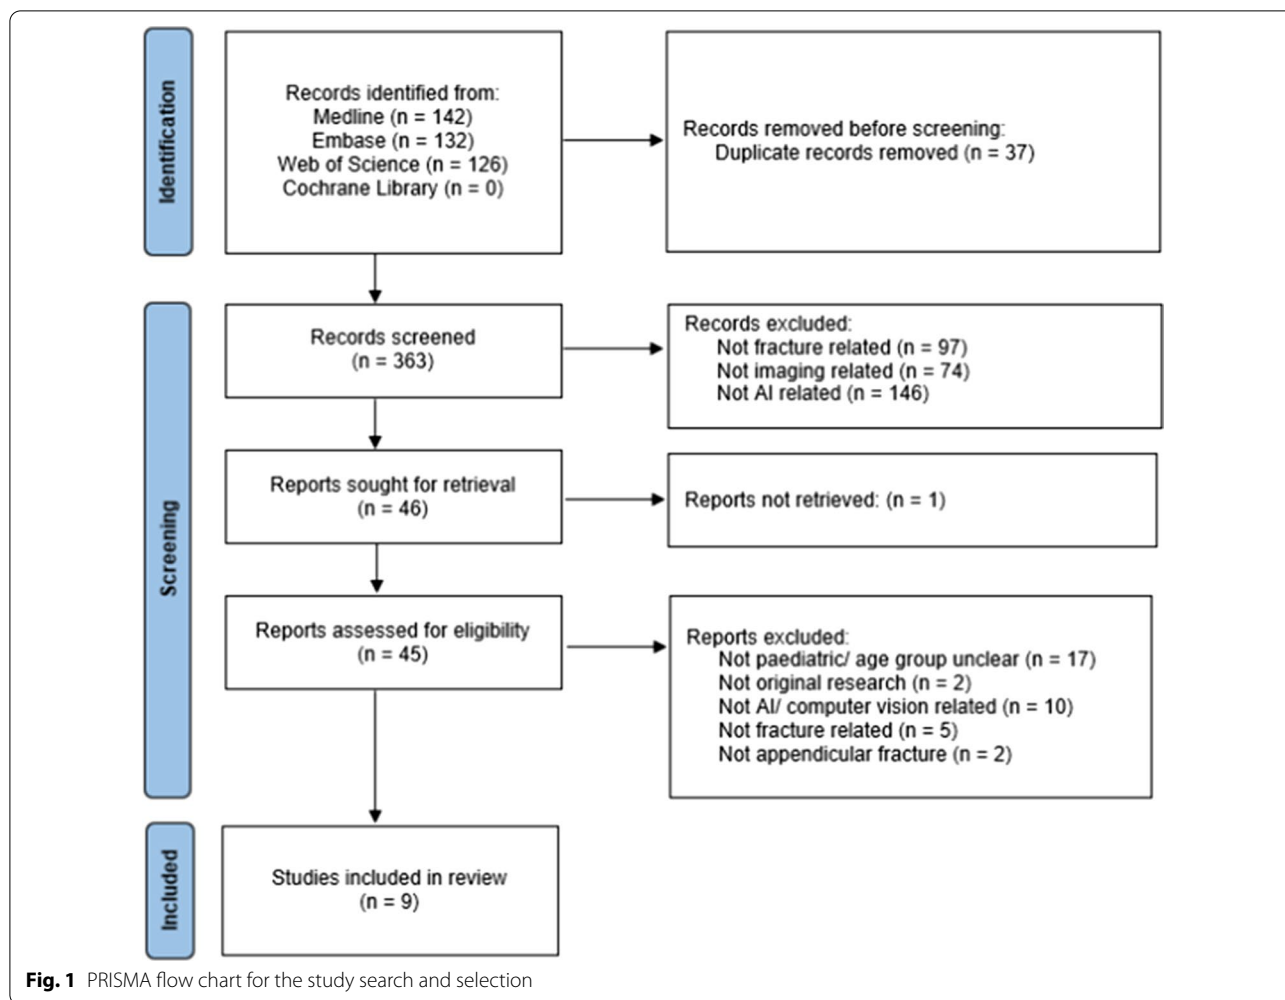 Identification
Records identified from:
Medline (n = 142)
Embase (n = 132)
Web of Science (n = 126)
Cochrane Library (n = 0)
Records removed before screening:
Duplicate records removed (n = 37)
Screening
Records screened
(n = 363)
Records excluded:
Not fracture related (n = 97)
Not imaging related (n = 74)
Not AI related (n = 146)
Reports sought for retrieval
(n = 46)
Reports not retrieved: (n = 1)
Reports assessed for eligibility
(n = 45)
Reports excluded:
Not paediatric/ age group unclear (n = 17)
Not original research (n = 2)
Not AI/ computer vision related (n = 10)
Not fracture related (n = 5)
Not appendicular fracture (n = 2)
Included
Studies included in review
(n = 9)
Fig. 1 PRISMA flow chart for the study search and selection